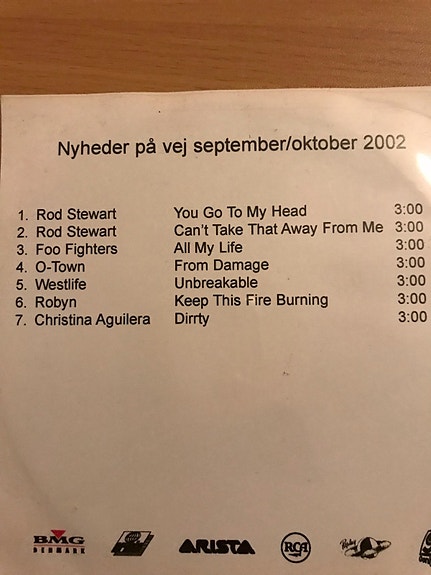 Nyheder på vej september/oktober 2002
1. Rod Stewart You Go To My Head 3:00
2. Rod Stewart Can't Take That Away From Me 3:00
3. Foo Fighters All My Life 3:00
4. O-Town From Damage 3:00
5. Westlife Unbreakable 3:00
6. Robyn Keep This Fire Burning 3:00
7. Christina Aguilera Dirrty 3:00
BMG ARISTA RCA
DENMARK